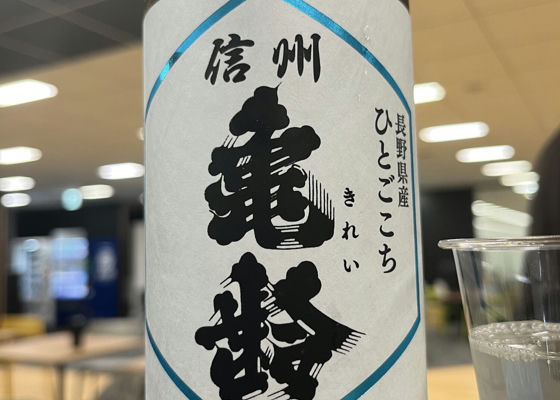 信州
亀齢
きれい
長野県産
ひとごこち